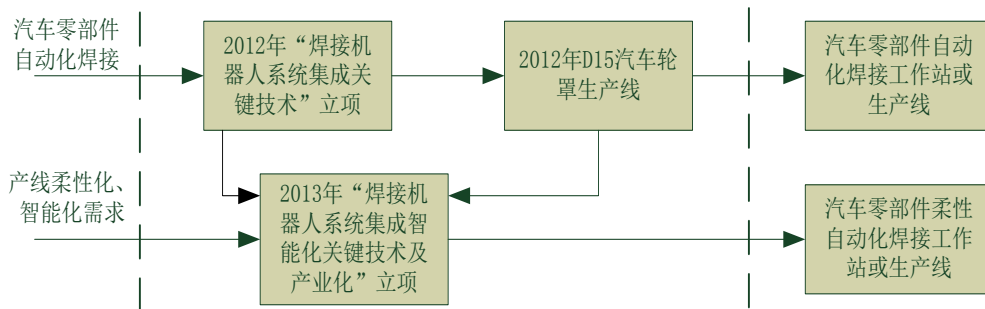 汽车零部件
自动化焊接
2012年“焊接机
器人系统集成关
键技术”立项
2012年D15汽车轮
罩生产线
汽车零部件自动
化焊接工作站或
生产线
产线柔性化、
智能化需求
2013年“焊接机
器人系统集成智
能化关键技术及
产业化”立项
汽车零部件柔性
自动化焊接工作
站或生产线